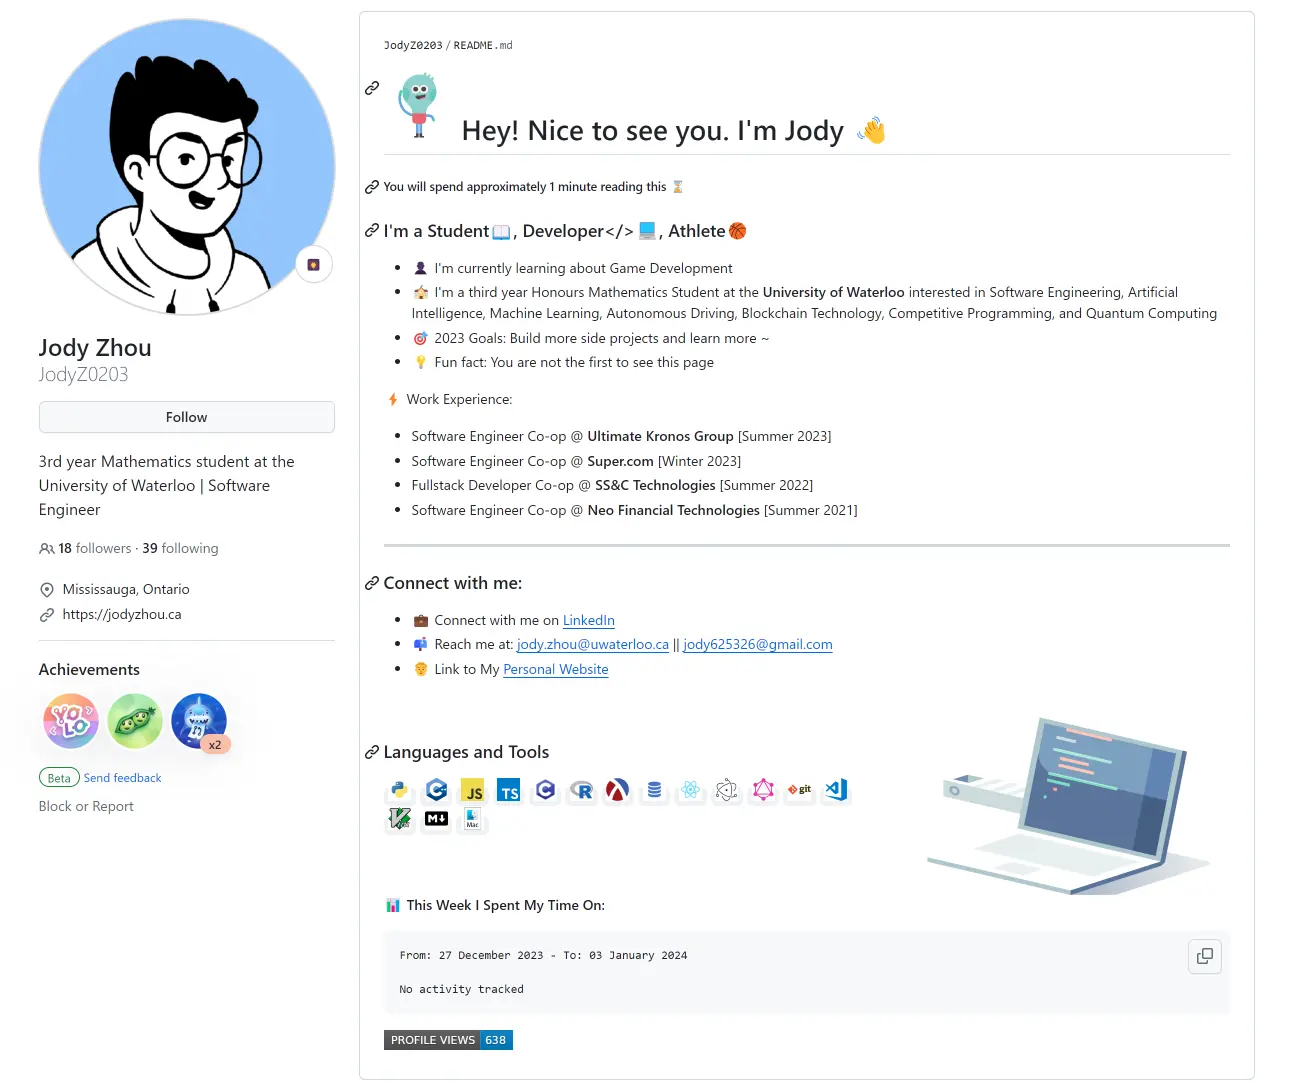 Jody Zhou
JodyZ0203
Follow
3rd year Mathematics student at the
University of Waterloo | Software
Engineer
18 followers · 39 following
Mississauga, Ontario
https://jodyzhou.ca
Achievements
YOLO
x2
Beta Send feedback
Block or Report
JodyZ0203 / README.md
Hey! Nice to see you. I'm Jody 👋
You will spend approximately 1 minute reading this ⌛
I'm a Student📖, Developer</>💻, Athlete🏀
👤 I'm currently learning about Game Development
🏫 I'm a third year Honours Mathematics Student at the University of Waterloo interested in Software Engineering, Artificial
Intelligence, Machine Learning, Autonomous Driving, Blockchain Technology, Competitive Programming, and Quantum Computing
🎯 2023 Goals: Build more side projects and learn more ~
💡 Fun fact: You are not the first to see this page
⚡ Work Experience:
Software Engineer Co-op @ Ultimate Kronos Group [Summer 2023]
Software Engineer Co-op @ Super.com [Winter 2023]
Fullstack Developer Co-op @ SS&C Technologies [Summer 2022]
Software Engineer Co-op @ Neo Financial Technologies [Summer 2021]
Connect with me:
💼 Connect with me on LinkedIn
📫 Reach me at: jody.zhou@uwaterloo.ca || jody625326@gmail.com
Link to My Personal Website
Languages and Tools
C++ JS TS C R git
Vim M Mac
📊 This Week I Spent My Time On:
From: 27 December 2023 - To: 03 January 2024
No activity tracked
PROFILE VIEWS 638